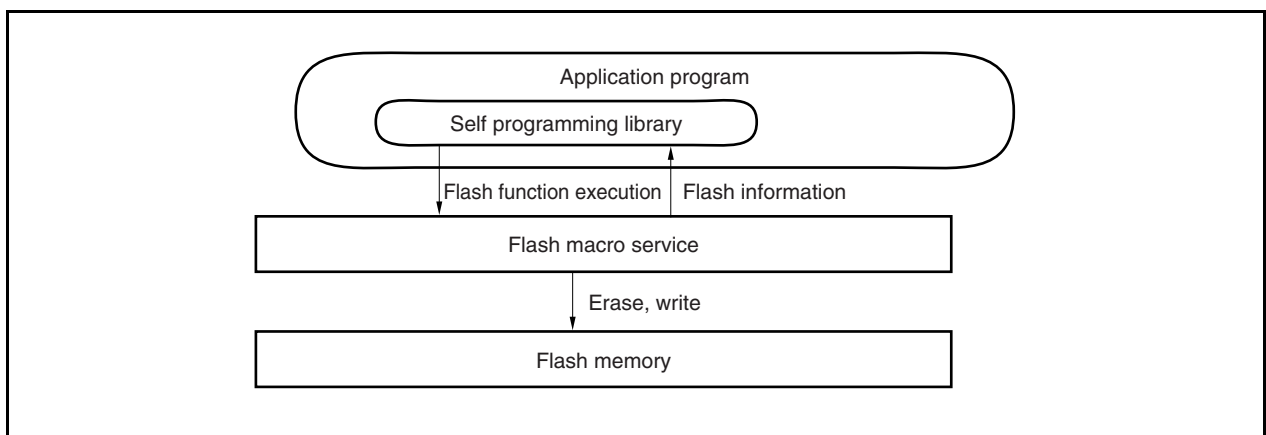 Application program
Self programming library
Flash function execution
Flash information
Flash macro service
Erase, write
Flash memory